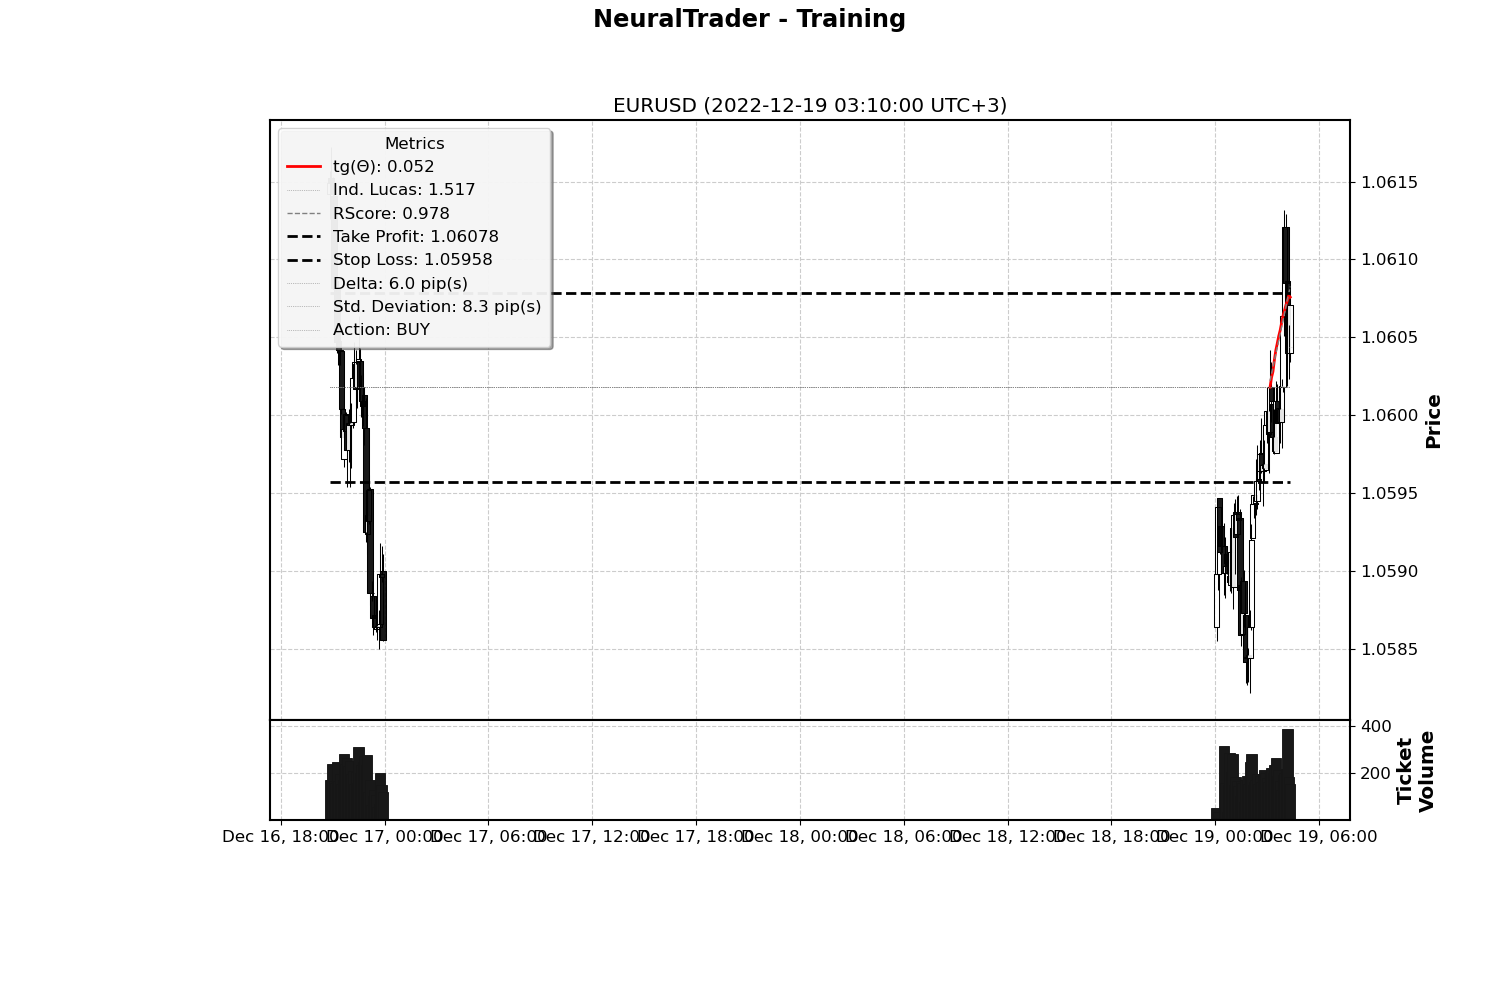 NeuralTrader - Training
EURUSD (2022-12-19 03:10:00 UTC+3)
Metrics
tg(Θ): 0.052
Ind. Lucas: 1.517
RScore: 0.978
Take Profit: 1.06078
Stop Loss: 1.05958
Delta: 6.0 pip(s)
Std. Deviation: 8.3 pip(s)
Action: BUY
1.0615
1.0610
1.0605
1.0600
1.0595
1.0590
1.0585
Price
400
200
Ticket
Volume
Dec 16, 18:00
Dec 17, 00:00
Dec 17, 06:00
Dec 17, 12:00
Dec 17, 18:00
Dec 18, 00:00
Dec 18, 06:00
Dec 18, 12:00
Dec 18, 18:00
Dec 19, 00:00
Dec 19, 06:00